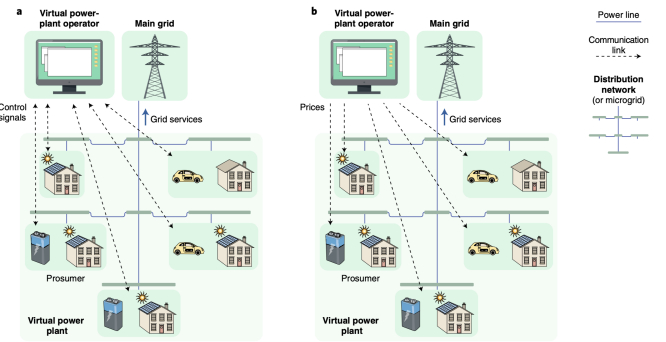 a
Virtual power-
plant operator
Main grid
Control
signals
Grid services
Prosumer
Virtual power
plant
b
Virtual power-
plant operator
Main grid
Prices
Grid services
Prosumer
Virtual power
plant
Power line
Communication
link
Distribution
network
(or microgrid)